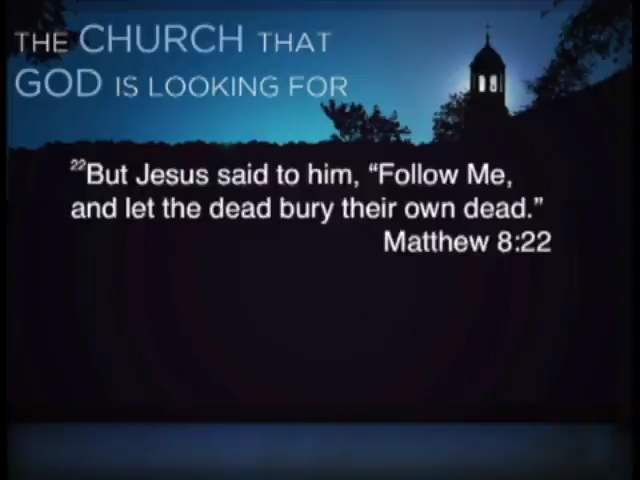 THE CHURCH THAT
GOD IS LOOKING FOR
²²But Jesus said to him, “Follow Me,
and let the dead bury their own dead.”
Matthew 8:22